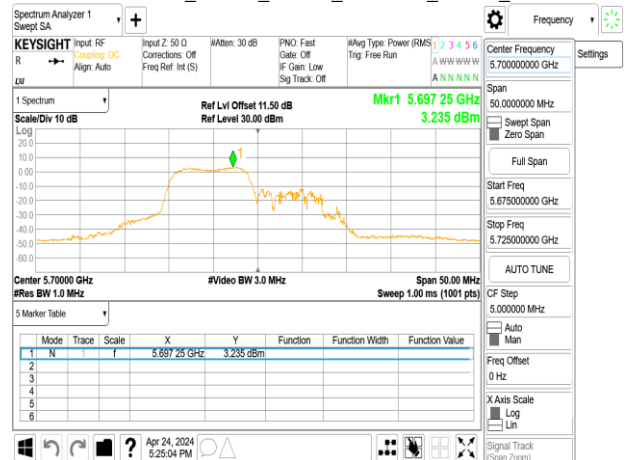 Spectrum Analyzer 1
Swept SA
+
Frequency
KEYSIGHT
R
LXI
Input: RF
Coupling: DC
Align: Auto
Input Z: 50 Ω
Corrections: Off
Freq Ref: Int (S)
#Atten: 30 dB
PNO: Fast
Gate: Off
IF Gain: Low
Sig Track: Off
#Avg Type: Power (RMS
Trig: Free Run
1 2 3 4 5 6
A W W W W W
A N N N N N
1 Spectrum
Scale/Div 10 dB
Ref Lvl Offset 11.50 dB
Ref Level 30.00 dBm
Mkr1 5.697 25 GHz
3.235 dBm
Log
20.0
10.0
0.00
-10.0
-20.0
-30.0
-40.0
-50.0
-60.0
1
Center 5.70000 GHz
#Res BW 1.0 MHz
#Video BW 3.0 MHz
Span 50.00 MHz
Sweep 1.00 ms (1001 pts)
5 Marker Table
Mode Trace Scale X Y Function Function Width Function Value
1 N 1 f 5.697 25 GHz 3.235 dBm
2
3
4
5
6
?
Apr 24, 2024
5:25:04 PM
Center Frequency
5.700000000 GHz
Settings
Span
50.0000000 MHz
Swept Span
Zero Span
Full Span
Start Freq
5.675000000 GHz
Stop Freq
5.725000000 GHz
AUTO TUNE
CF Step
5.000000 MHz
Auto
Man
Freq Offset
0 Hz
X Axis Scale
Log
Lin
Signal Track
(Span Zoom)